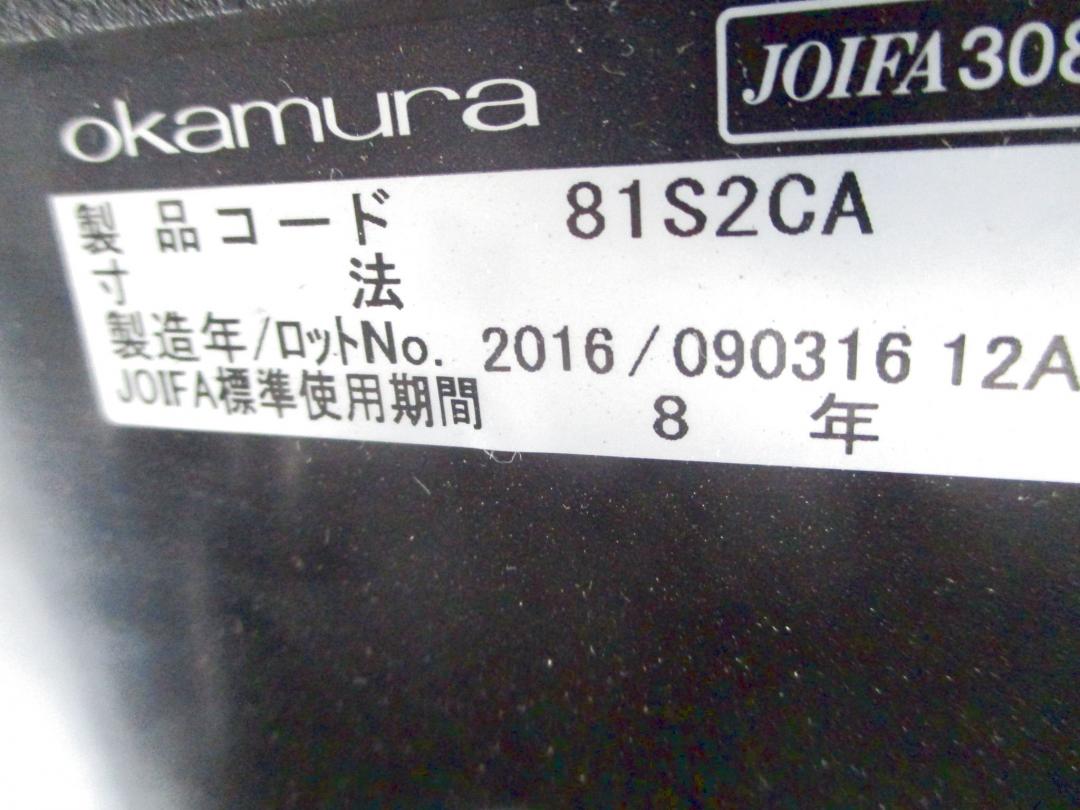 okamura
JOIFA308
製品コード 81S2CA
寸法
製造年/ロットNo. 2016/090316 12A
JOIFA標準使用期間 8年